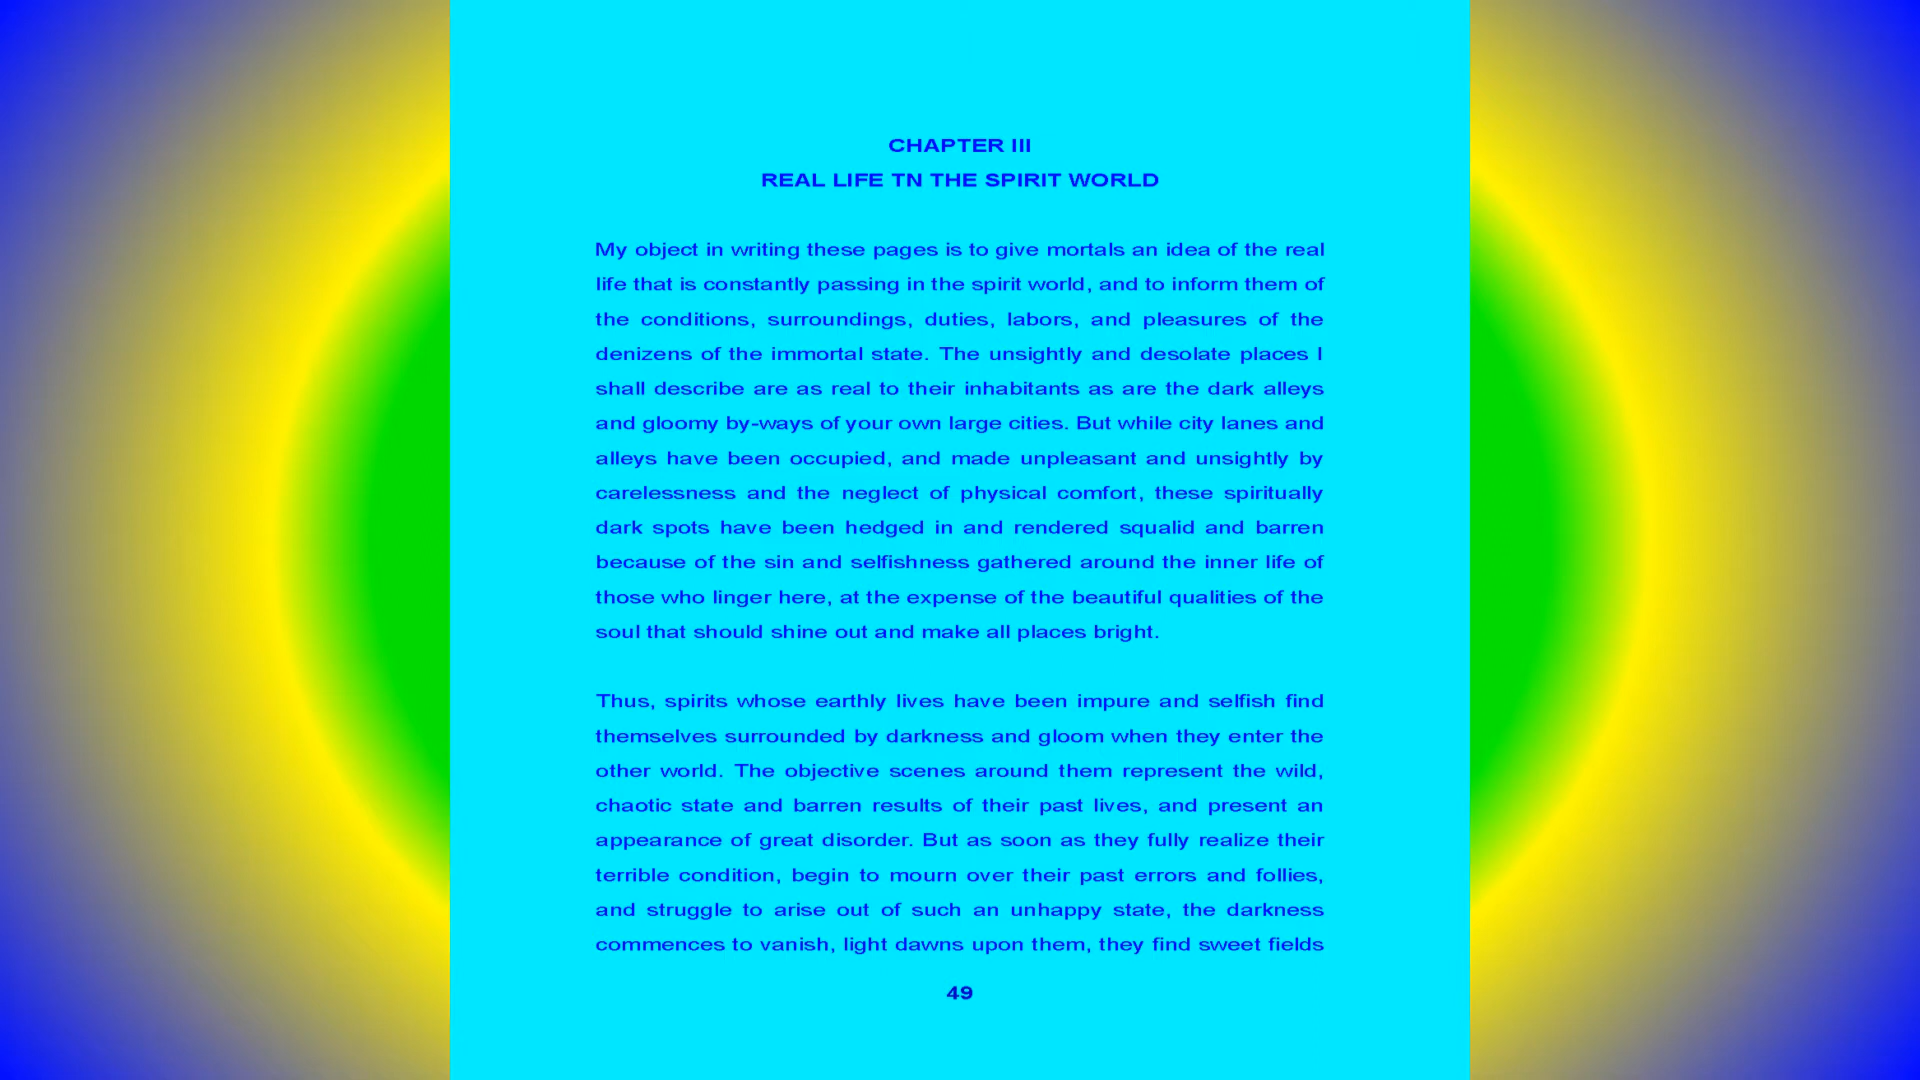 CHAPTER III
REAL LIFE TN THE SPIRIT WORLD
My object in writing these pages is to give mortals an idea of the real
life that is constantly passing in the spirit world, and to inform them of
the conditions, surroundings, duties, labors, and pleasures of the
denizens of the immortal state. The unsightly and desolate places I
shall describe are as real to their inhabitants as are the dark alleys
and gloomy by-ways of your own large cities. But while city lanes and
alleys have been occupied, and made unpleasant and unsightly by
carelessness and the neglect of physical comfort, these spiritually
dark spots have been hedged in and rendered squalid and barren
because of the sin and selfishness gathered around the inner life of
those who linger here, at the expense of the beautiful qualities of the
soul that should shine out and make all places bright.
Thus, spirits whose earthly lives have been impure and selfish find
themselves surrounded by darkness and gloom when they enter the
other world. The objective scenes around them represent the wild,
chaotic state and barren results of their past lives, and present an
appearance of great disorder. But as soon as they fully realize their
terrible condition, begin to mourn over their past errors and follies,
and struggle to arise out of such an unhappy state, the darkness
commences to vanish, light dawns upon them, they find sweet fields
49